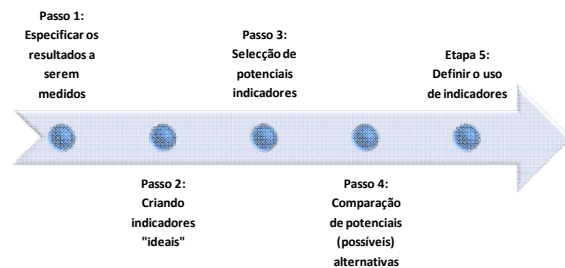 Passo 1:
Especificar os
resultados a
serem
medidos
Passo 2:
Criando
indicadores
"ideais"
Passo 3:
Selecção de
potenciais
indicadores
Passo 4:
Comparação
de potenciais
(possíveis)
alternativas
Etapa 5:
Definir o uso
de indicadores